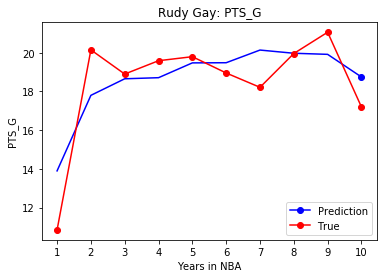 Rudy Gay: PTS_G
PTS_G
20
18
16
14
12
1 2 3 4 5 6 7 8 9 10
Years in NBA
Prediction
True